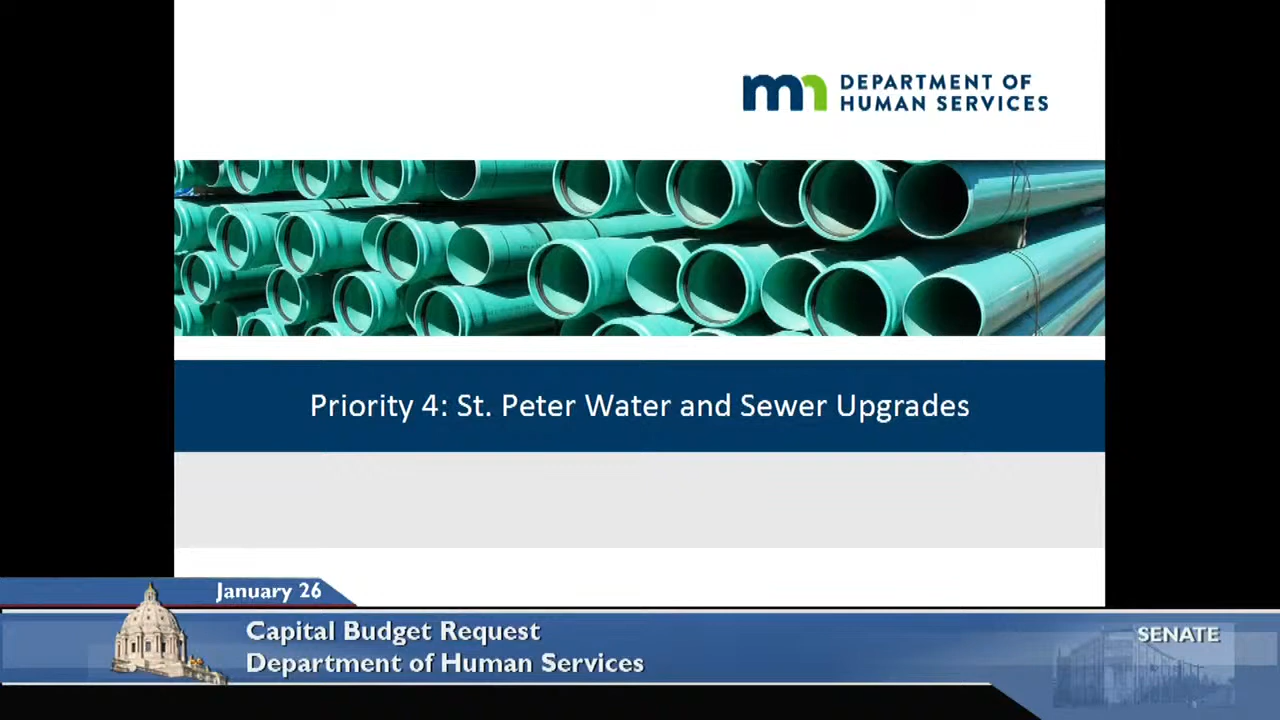 mn DEPARTMENT OF
HUMAN SERVICES
Priority 4: St. Peter Water and Sewer Upgrades
January 26
Capital Budget Request
Department of Human Services
SENATE